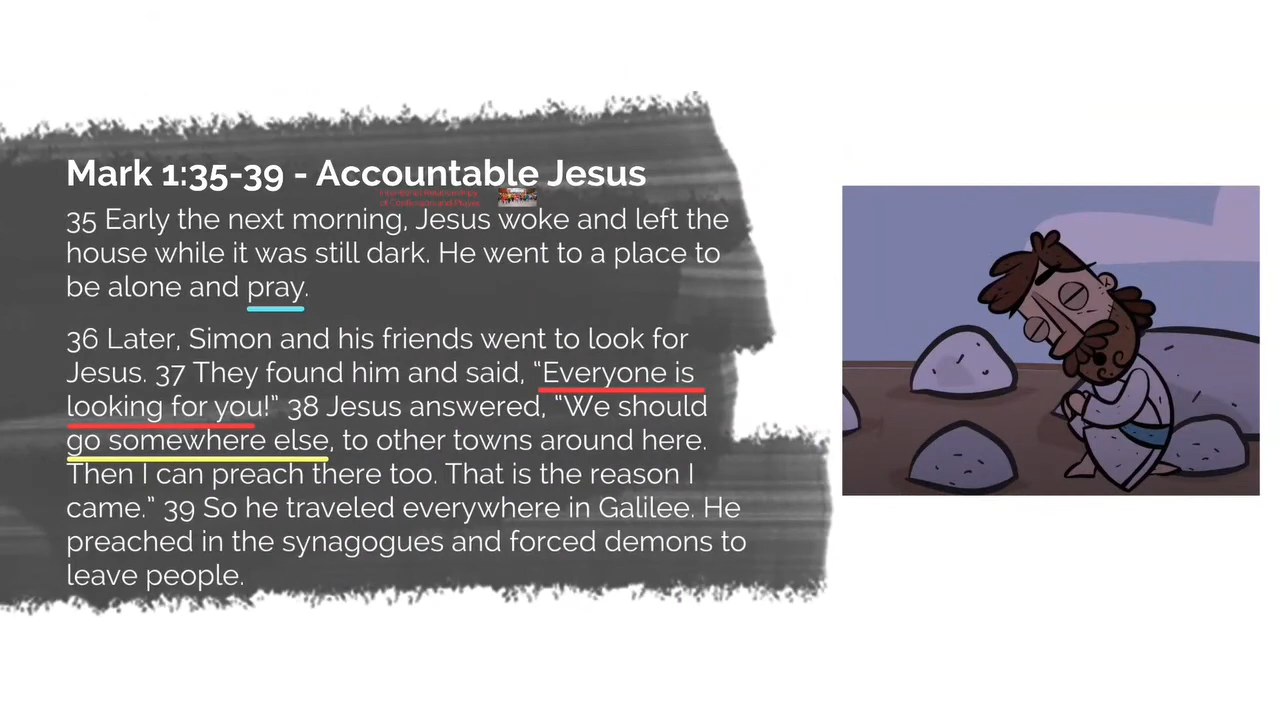 Mark 1:35-39 - Accountable Jesus
35 Early the next morning, Jesus woke and left the
house while it was still dark. He went to a place to
be alone and pray.
36 Later, Simon and his friends went to look for
Jesus. 37 They found him and said, “Everyone is
looking for you!” 38 Jesus answered, “We should
go somewhere else, to other towns around here.
Then I can preach there too. That is the reason I
came.” 39 So he traveled everywhere in Galilee. He
preached in the synagogues and forced demons to
leave people.